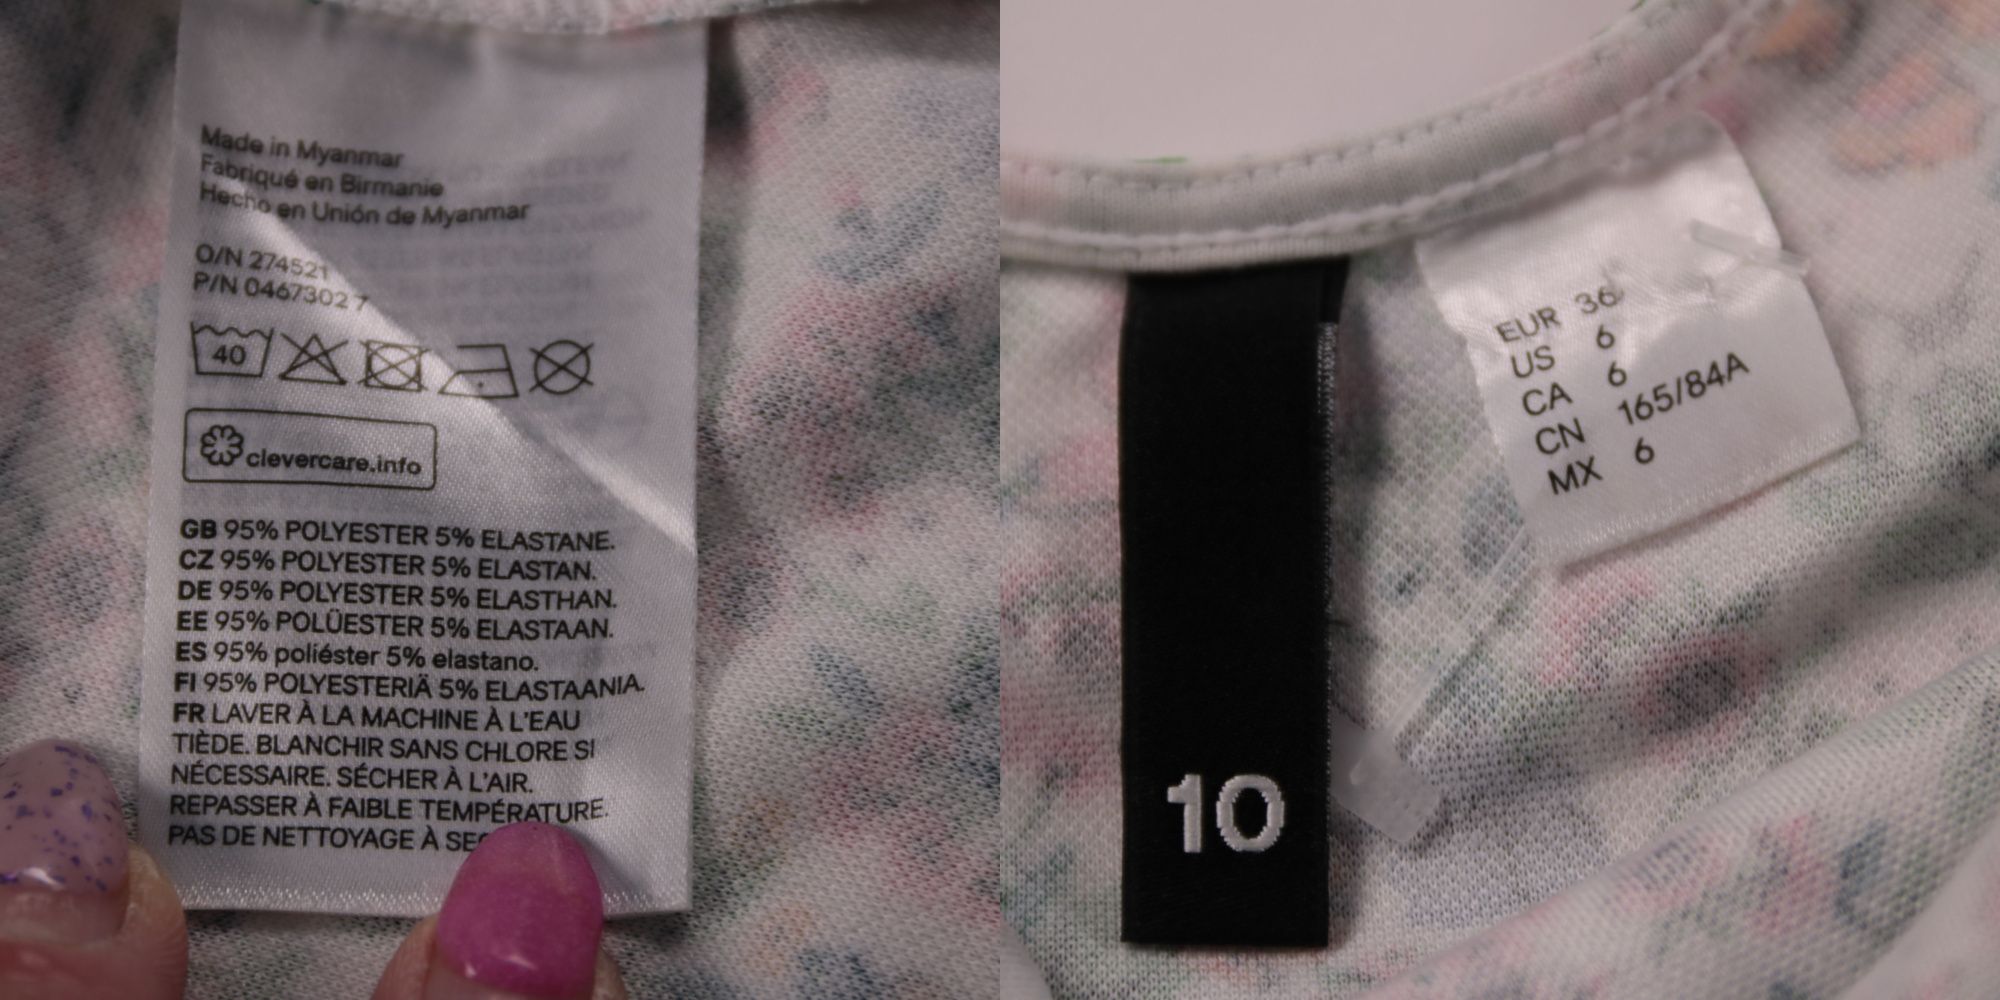 Made in Myanmar
Fabriqué en Birmanie
Hecho en Unión de Myanmar
O/N 274521
P/N 0467302 7
40
clevercare.info
GB 95% POLYESTER 5% ELASTANE.
CZ 95% POLYESTER 5% ELASTAN.
DE 95% POLYESTER 5% ELASTHAN.
EE 95% POLÜESTER 5% ELASTAAN.
ES 95% poliéster 5% elastano.
FI 95% POLYESTERIÄ 5% ELASTAANIA.
FR LAVER À LA MACHINE À L'EAU
TIÈDE. BLANCHIR SANS CHLORE SI
NÉCESSAIRE. SÉCHER À L'AIR.
REPASSER À FAIBLE TEMPÉRATURE.
PAS DE NETTOYAGE À SEC
10
EUR 36
US 6
CA 6
CN 165/84A
MX 6